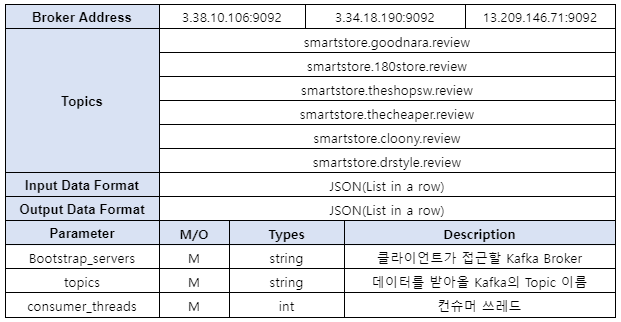 Broker Address 3.38.10.106:9092 3.34.18.190:9092 13.209.146.71:9092
Topics
smartstore.goodnara.review
smartstore.180store.review
smartstore.theshopsw.review
smartstore.thecheaper.review
smartstore.cloony.review
smartstore.drstyle.review
Input Data Format JSON(List in a row)
Output Data Format JSON(List in a row)
Parameter M/O Types Description
Bootstrap_servers M string 클라이언트가 접근할 Kafka Broker
topics M string 데이터를 받아올 Kafka의 Topic 이름
consumer_threads M int 컨슈머 쓰레드